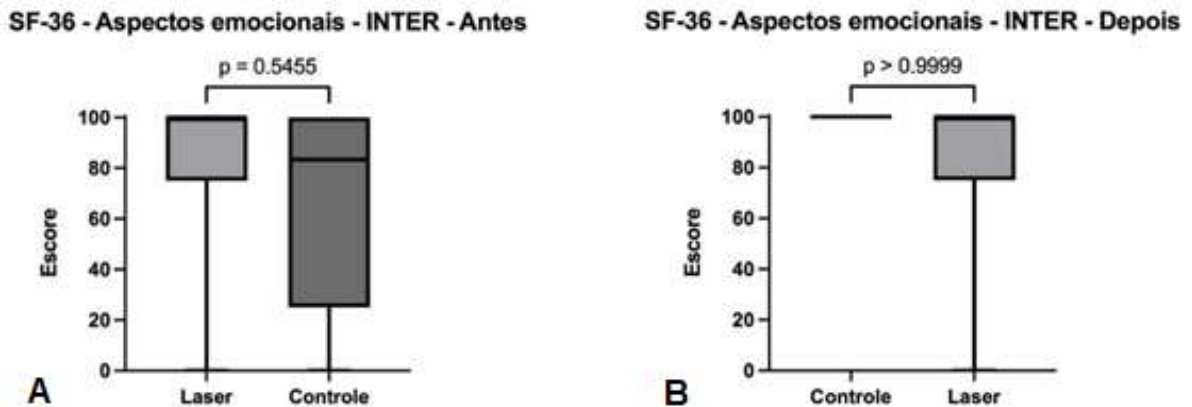 SF-36 - Aspectos emocionais - INTER - Antes
p = 0.5455
100
80
60
40
20
0
Escore
Laser
Controle
A
SF-36 - Aspectos emocionais - INTER - Depois
p > 0.9999
100
80
60
40
20
0
Escore
Controle
Laser
B